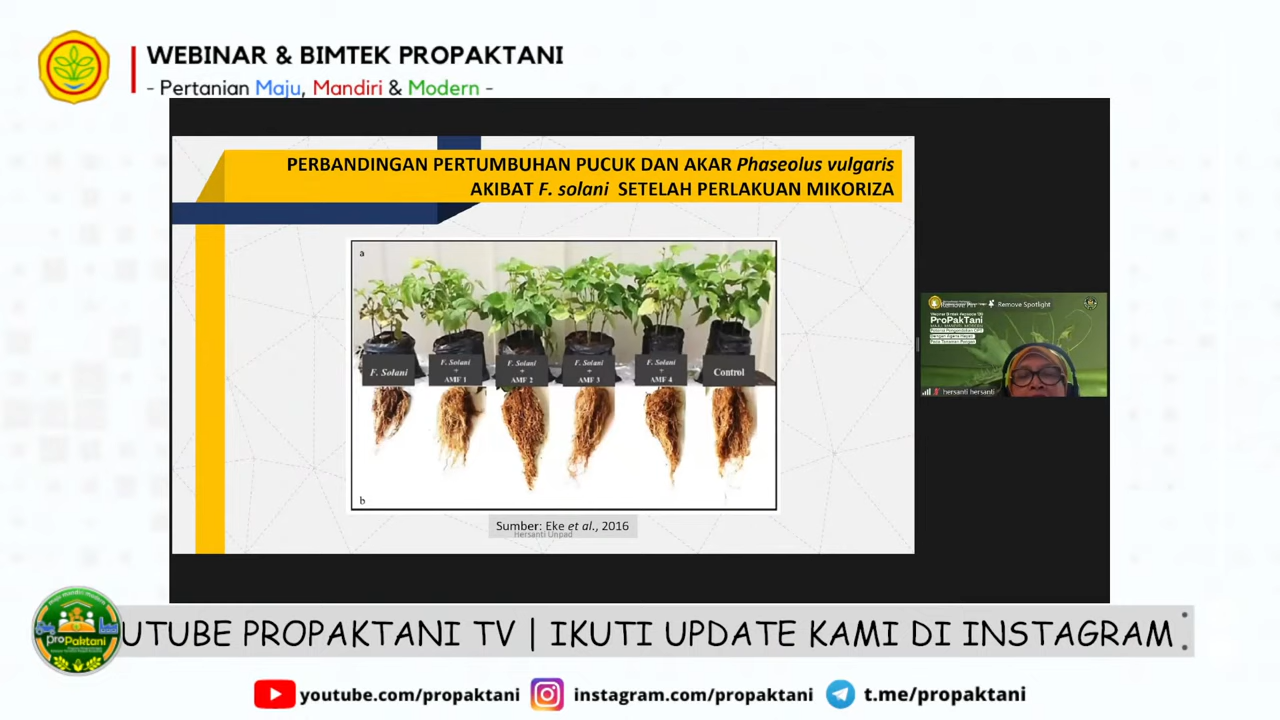 WEBINAR & BIMTEK PROPAKTANI
- Pertanian Maju, Mandiri & Modern -
PERBANDINGAN PERTUMBUHAN PUCUK DAN AKAR Phaseolus vulgaris
AKIBAT F. solani SETELAH PERLAKUAN MIKORIZA
a
F. Solani
F. Solani
+
AMF 1
F. Solani
+
AMF 2
F. Solani
+
AMF 3
F. Solani
+
AMF 4
Control
b
Sumber: Eke et al., 2016
Hersanti Unpad
Remove Spotlight
ProPakTani
hersanti hersanti
proPaktani
UTUBE PROPAKTANI TV | IKUTI UPDATE KAMI DI INSTAGRAM
youtube.com/propaktani
instagram.com/propaktani
t.me/propaktani